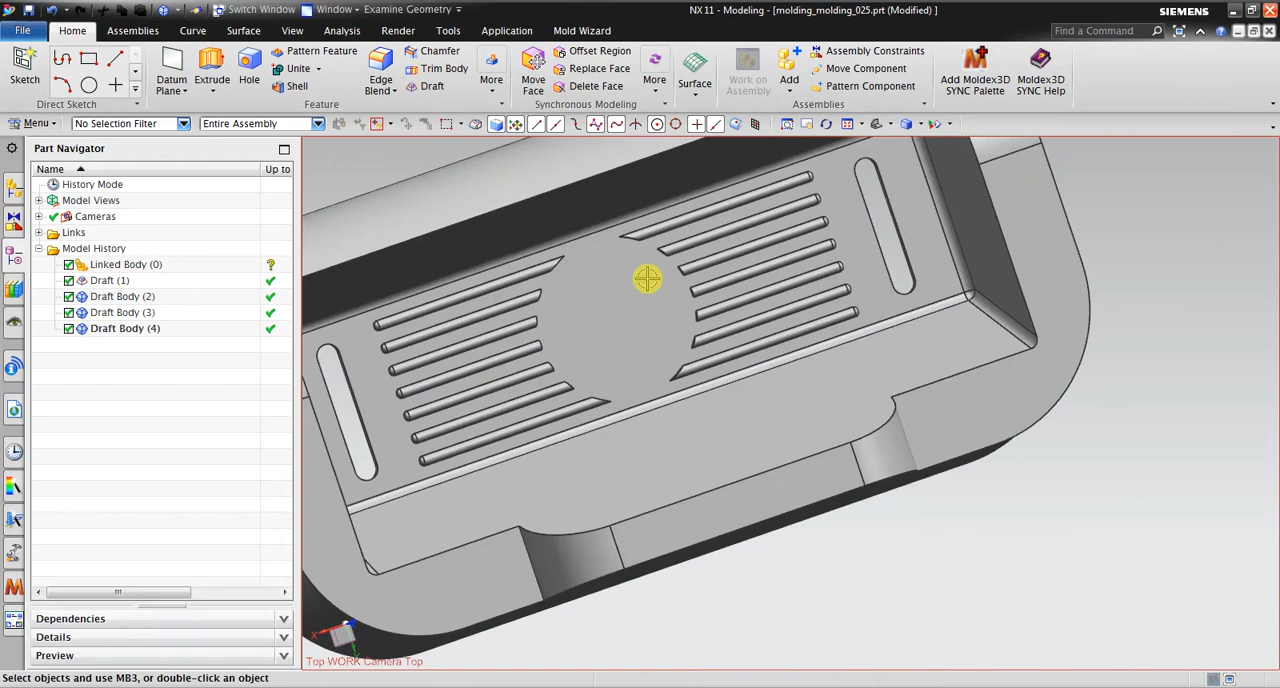 Switch Window Window Examine Geometry NX 11 - Modeling - [molding_molding_025.prt (Modified) ] SIEMENS
File Home Assemblies Curve Surface View Analysis Render Tools Application Mold Wizard Find a Command
Sketch Datum Plane Extrude Hole Pattern Feature Unite Shell Edge Blend Chamfer Trim Body Draft More Move Face Offset Region Replace Face Delete Face More Surface Work on Assembly Add Assembly Constraints Move Component Pattern Component Add Moldex3D SYNC Palette Moldex3D SYNC Help
Direct Sketch Feature Synchronous Modeling Assemblies
Menu No Selection Filter Entire Assembly
Part Navigator
Name Up to
History Mode
Model Views
Cameras
Links
Model History
Linked Body (0) ?
Draft (1)
Draft Body (2)
Draft Body (3)
Draft Body (4)
Dependencies
Details
Preview
X
Top WORK Camera Top
Select objects and use MB3, or double-click an object